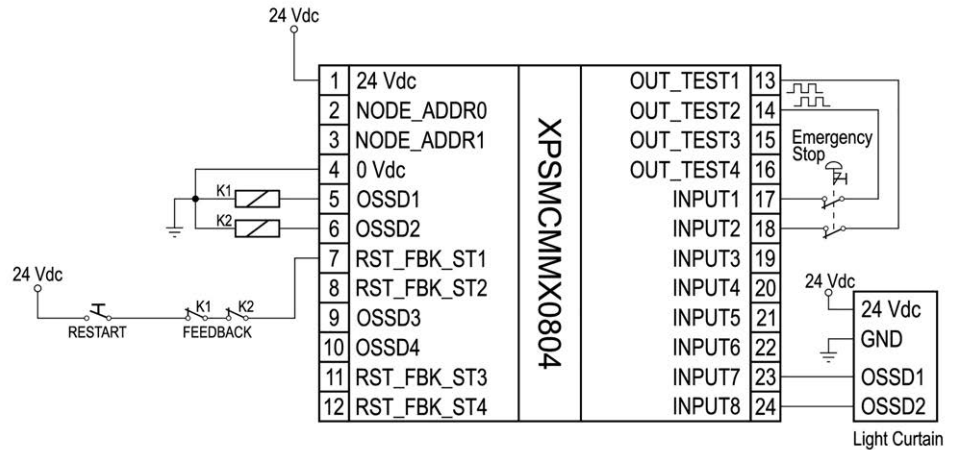 24 Vdc
1 24 Vdc
2 NODE_ADDR0
3 NODE_ADDR1
4 0 Vdc
K1
5 OSSD1
K2
6 OSSD2
7 RST_FBK_ST1
8 RST_FBK_ST2
9 OSSD3
10 OSSD4
11 RST_FBK_ST3
12 RST_FBK_ST4
24 Vdc
RESTART
K1 K2
FEEDBACK
XPSMCMMX0804
OUT_TEST1 13
OUT_TEST2 14
OUT_TEST3 15
OUT_TEST4 16
INPUT1 17
INPUT2 18
INPUT3 19
INPUT4 20
INPUT5 21
INPUT6 22
INPUT7 23
INPUT8 24
Emergency
Stop
24 Vdc
24 Vdc
GND
OSSD1
OSSD2
Light Curtain